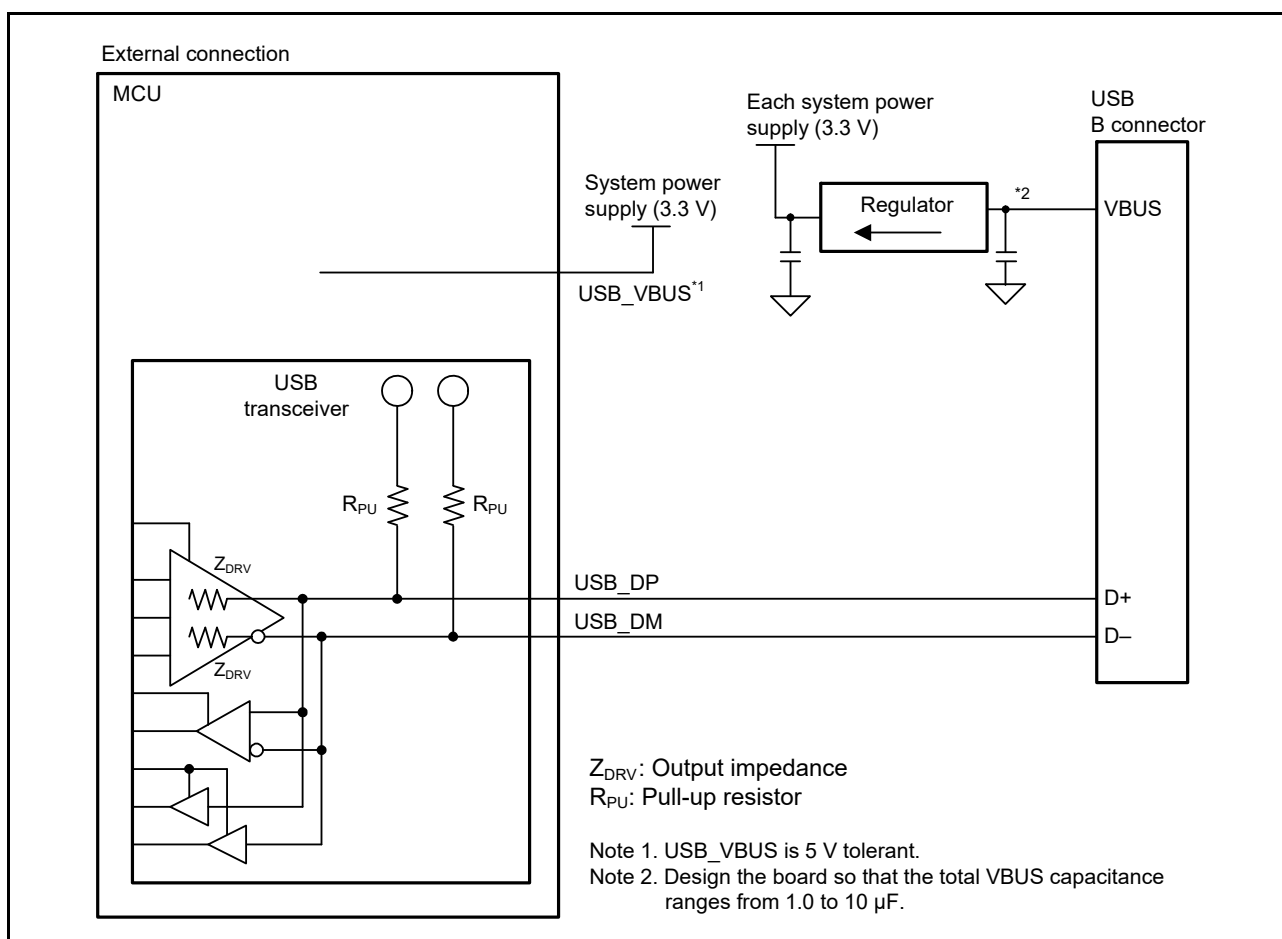 External connection
MCU
Each system power
supply (3.3 V)
USB
B connector
System power
supply (3.3 V)
Regulator
*2
VBUS
USB_VBUS*1
USB
transceiver
RPU
RPU
ZDRV
ZDRV
USB_DP
USB_DM
D+
D–
ZDRV: Output impedance
RPU: Pull-up resistor
Note 1. USB_VBUS is 5 V tolerant.
Note 2. Design the board so that the total VBUS capacitance
ranges from 1.0 to 10 μF.